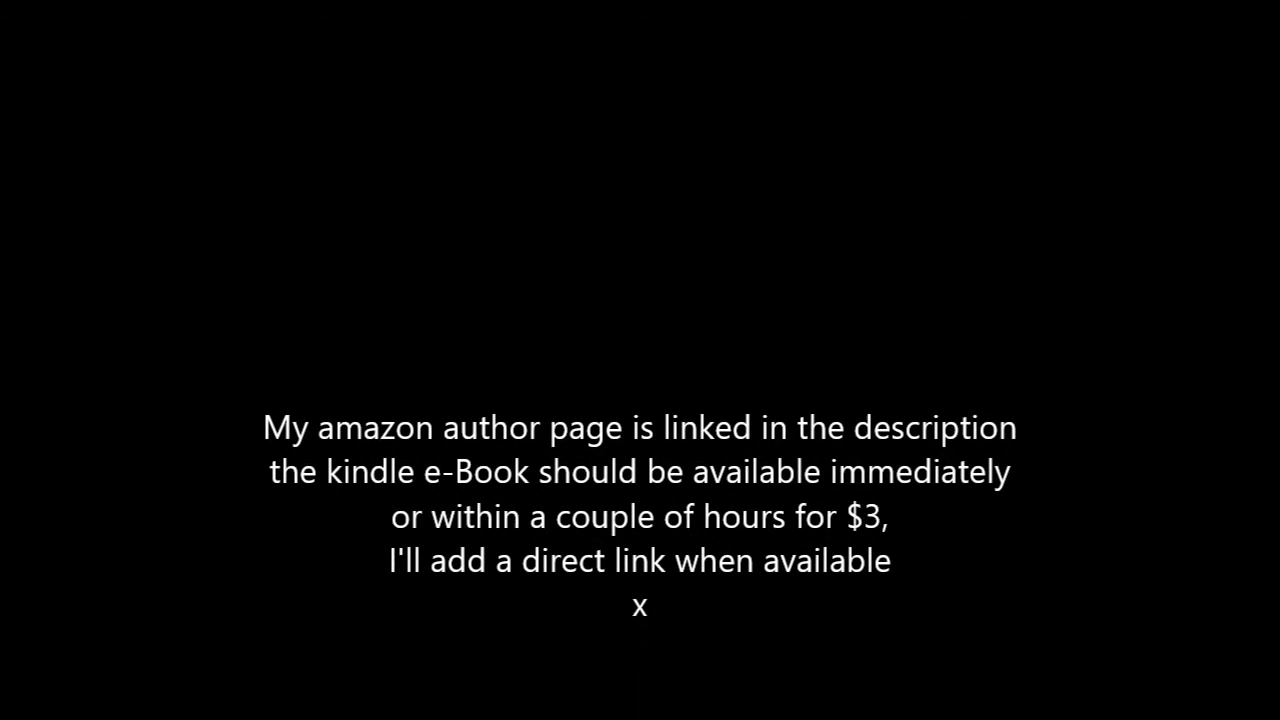 My amazon author page is linked in the description
the kindle e-Book should be available immediately
or within a couple of hours for $3,
I'll add a direct link when available
x